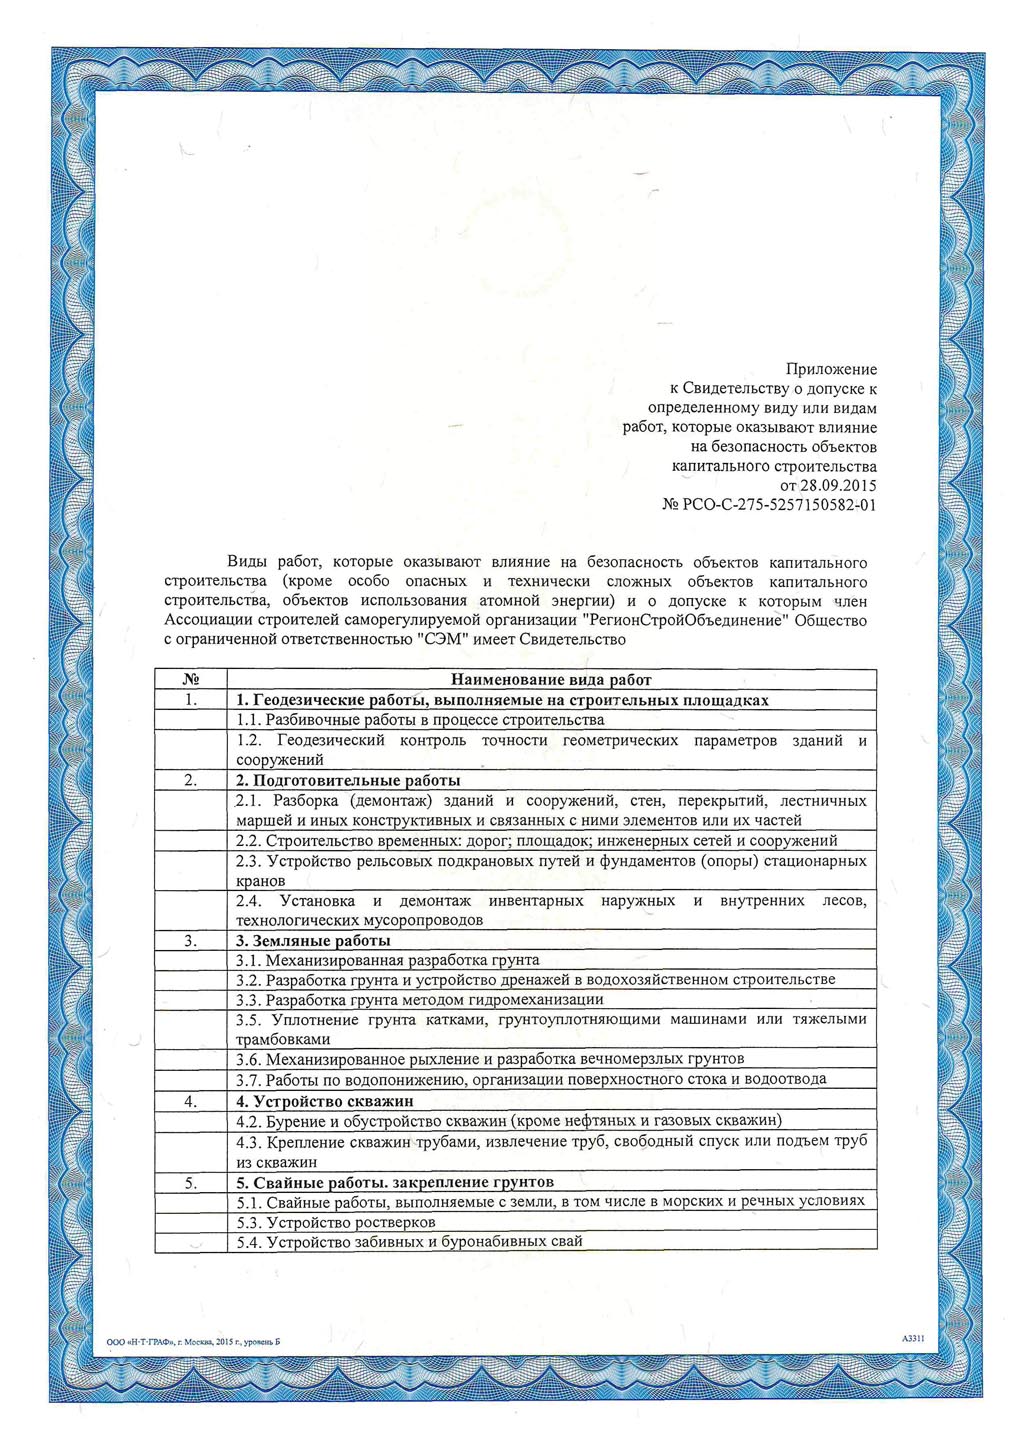 Приложение
к Свидетельству о допуске к
определенному виду или видам
работ, которые оказывают влияние
на безопасность объектов
капитального строительства
от 28.09.2015
№ РСО-С-275-5257150582-01
Виды работ, которые оказывают влияние на безопасность объектов капитального
строительства (кроме особо опасных и технически сложных объектов капитального
строительства, объектов использования атомной энергии) и о допуске к которым член
Ассоциации строителей саморегулируемой организации "РегионСтройОбъединение" Общество
с ограниченной ответственностью "СЭМ" имеет Свидетельство
№ Наименование вида работ
1. 1. Геодезические работы, выполняемые на строительных площадках
1.1. Разбивочные работы в процессе строительства
1.2. Геодезический контроль точности геометрических параметров зданий и
сооружений
2. 2. Подготовительные работы
2.1. Разборка (демонтаж) зданий и сооружений, стен, перекрытий, лестничных
маршей и иных конструктивных и связанных с ними элементов или их частей
2.2. Строительство временных: дорог; площадок; инженерных сетей и сооружений
2.3. Устройство рельсовых подкрановых путей и фундаментов (опоры) стационарных
кранов
2.4. Установка и демонтаж инвентарных наружных и внутренних лесов,
технологических мусоропроводов
3. 3. Земляные работы
3.1. Механизированная разработка грунта
3.2. Разработка грунта и устройство дренажей в водохозяйственном строительстве
3.3. Разработка грунта методом гидромеханизации
3.5. Уплотнение грунта катками, грунтоуплотняющими машинами или тяжелыми
трамбовками
3.6. Механизированное рыхление и разработка вечномерзлых грунтов
3.7. Работы по водопонижению, организации поверхностного стока и водоотвода
4. 4. Устройство скважин
4.2. Бурение и обустройство скважин (кроме нефтяных и газовых скважин)
4.3. Крепление скважин трубами, извлечение труб, свободный спуск или подъем труб
из скважин
5. 5. Свайные работы. закрепление грунтов
5.1. Свайные работы, выполняемые с земли, в том числе в морских и речных условиях
5.3. Устройство ростверков
5.4. Устройство забивных и буронабивных свай
ООО «Н-Т-ГРАФ», г. Москва, 2015 г., уровень Б
А3311